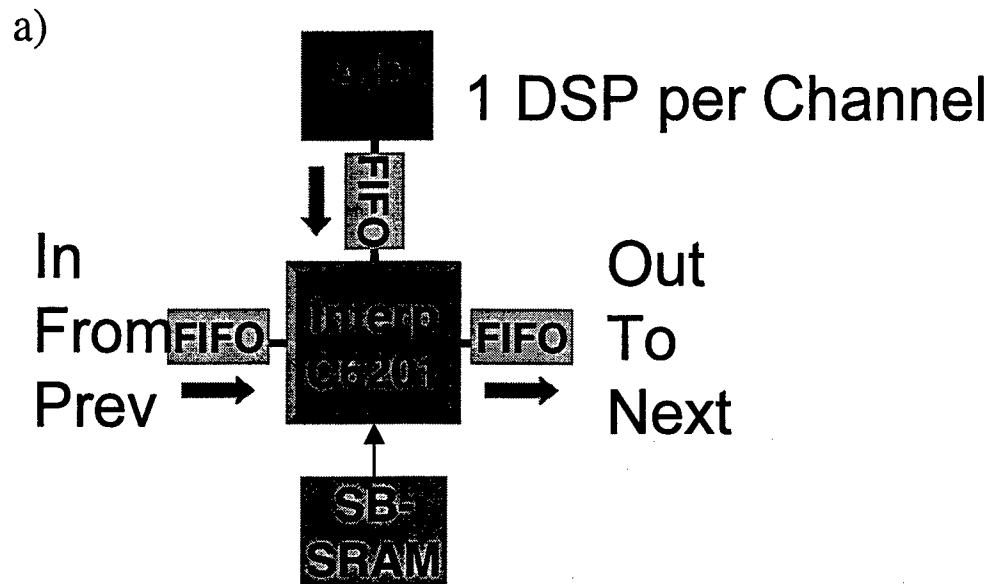 a)
A/D
1 DSP per Channel
FIFO
In
From
Prev
FIFO
Interp
C6201
FIFO
Out
To
Next
SB-
SRAM